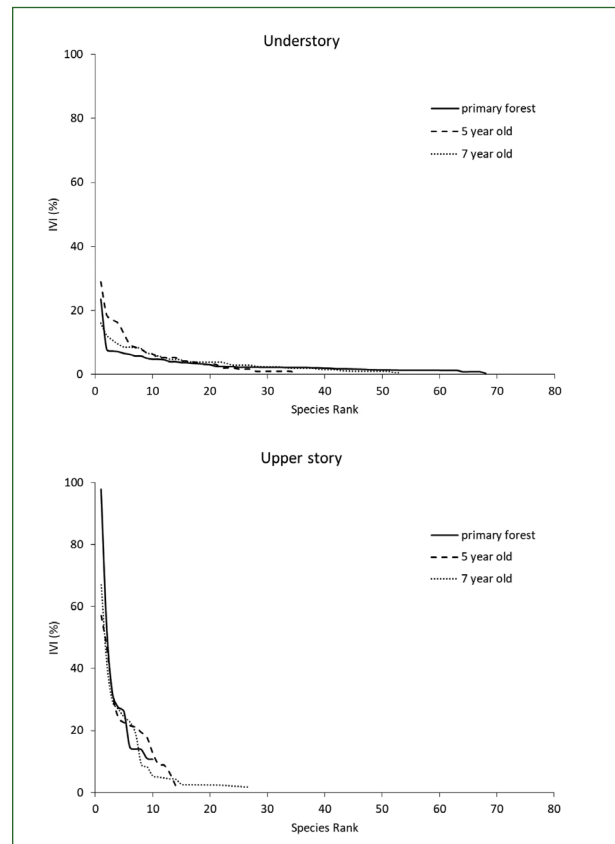 Understory
100
80
60
40
20
0
IVI (%)
primary forest
5 year old
7 year old
0 10 20 30 40 50 60 70 80
Species Rank
Upper story
100
80
60
40
20
0
IVI (%)
primary forest
5 year old
7 year old
0 10 20 30 40 50 60 70 80
Species Rank